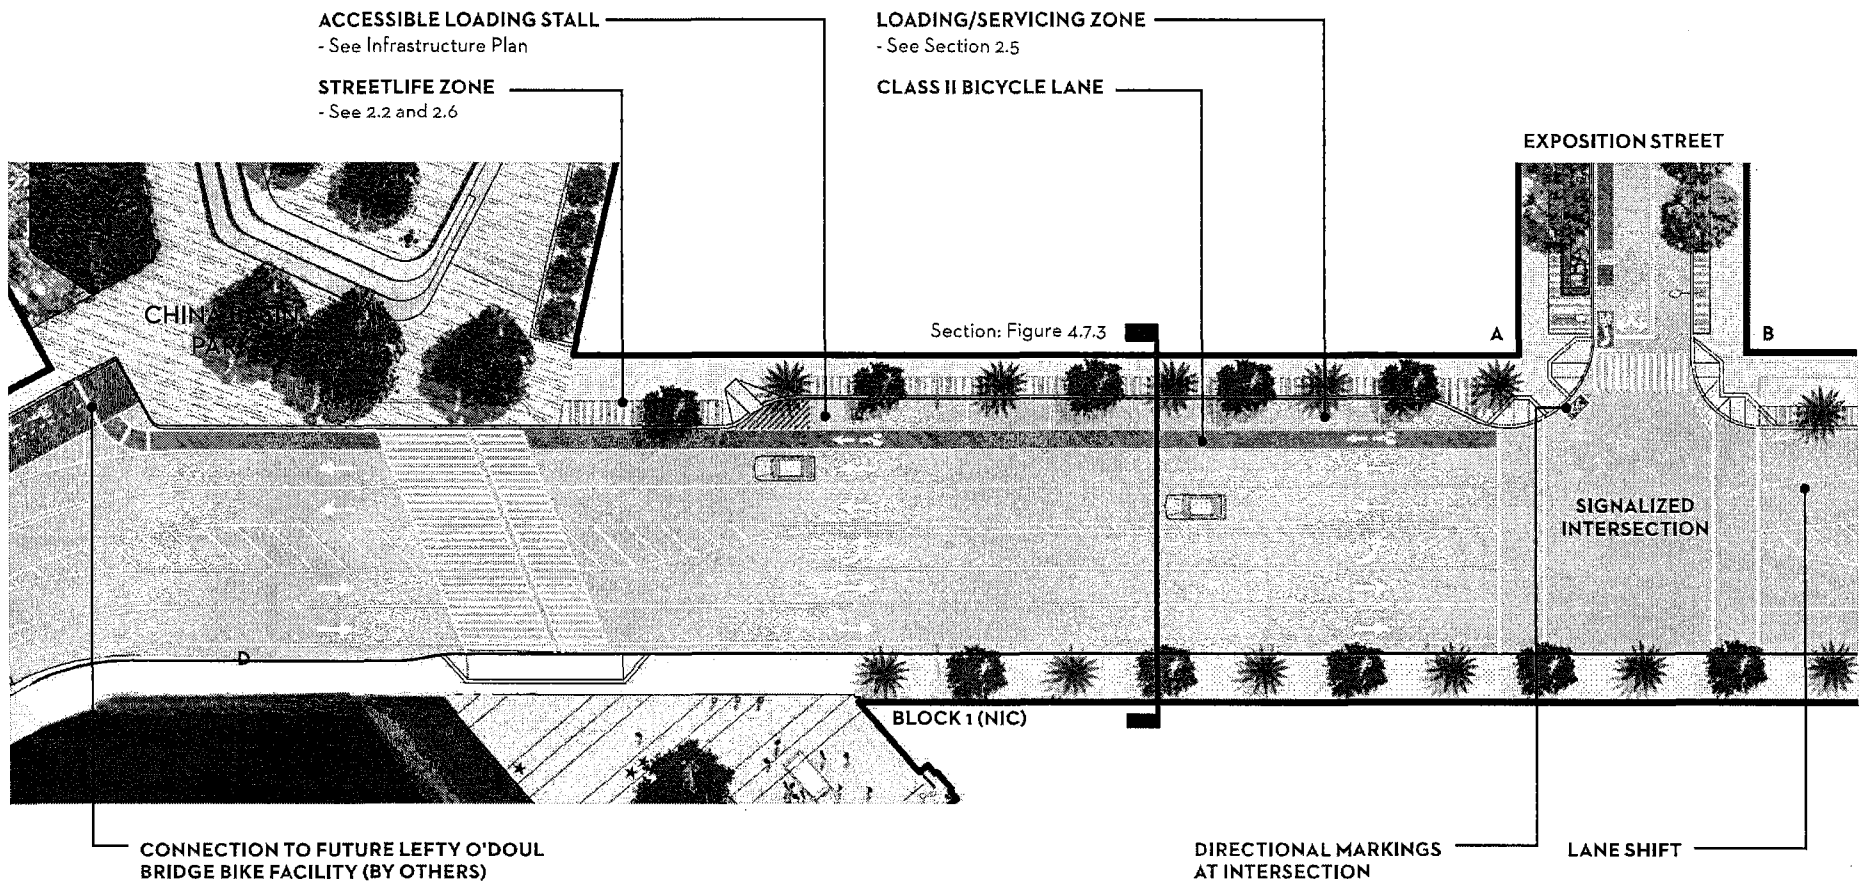 ACCESSIBLE LOADING STALL
- See Infrastructure Plan
STREETLIFE ZONE
- See 2.2 and 2.6
LOADING/SERVICING ZONE
- See Section 2.5
CLASS II BICYCLE LANE
EXPOSITION STREET
Section: Figure 4.7.3
A
B
SIGNALIZED
INTERSECTION
D
BLOCK 1 (NIC)
CONNECTION TO FUTURE LEFTY O'DOUL
BRIDGE BIKE FACILITY (BY OTHERS)
DIRECTIONAL MARKINGS
AT INTERSECTION
LANE SHIFT